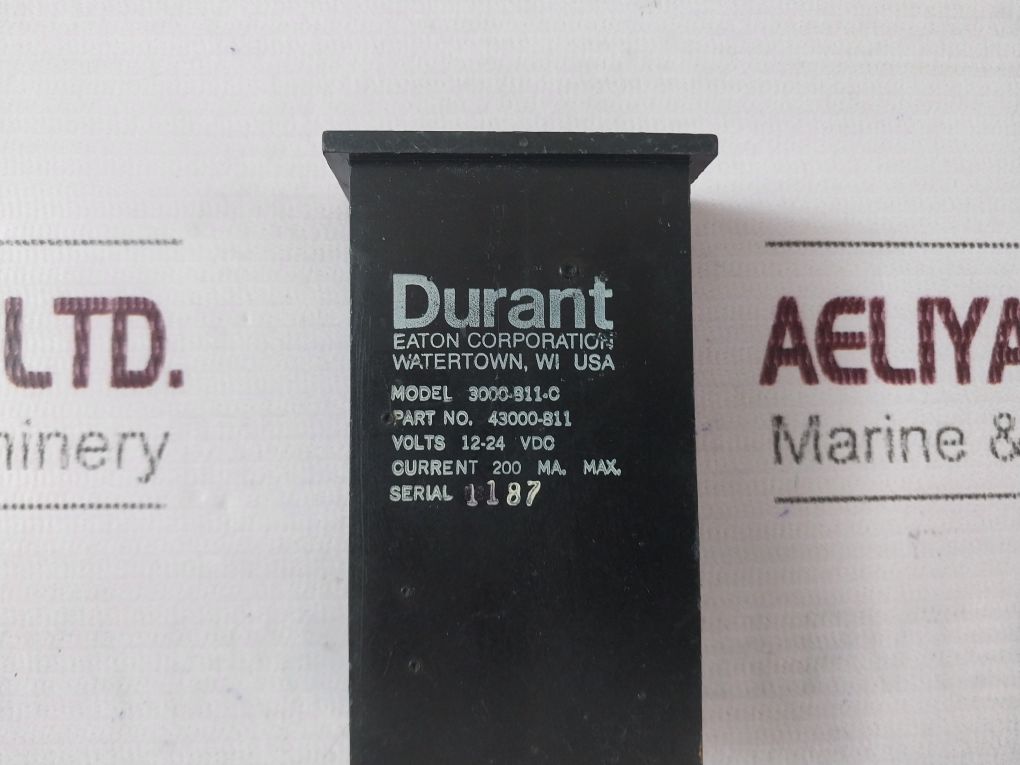 Durant
EATON CORPORATION
WATERTOWN, WI USA
MODEL 3000-811-C
PART NO. 43000-811
VOLTS 12-24 VDC
CURRENT 200 MA. MAX.
SERIAL 1187
LTD.
inery
AELIYA
Marine &